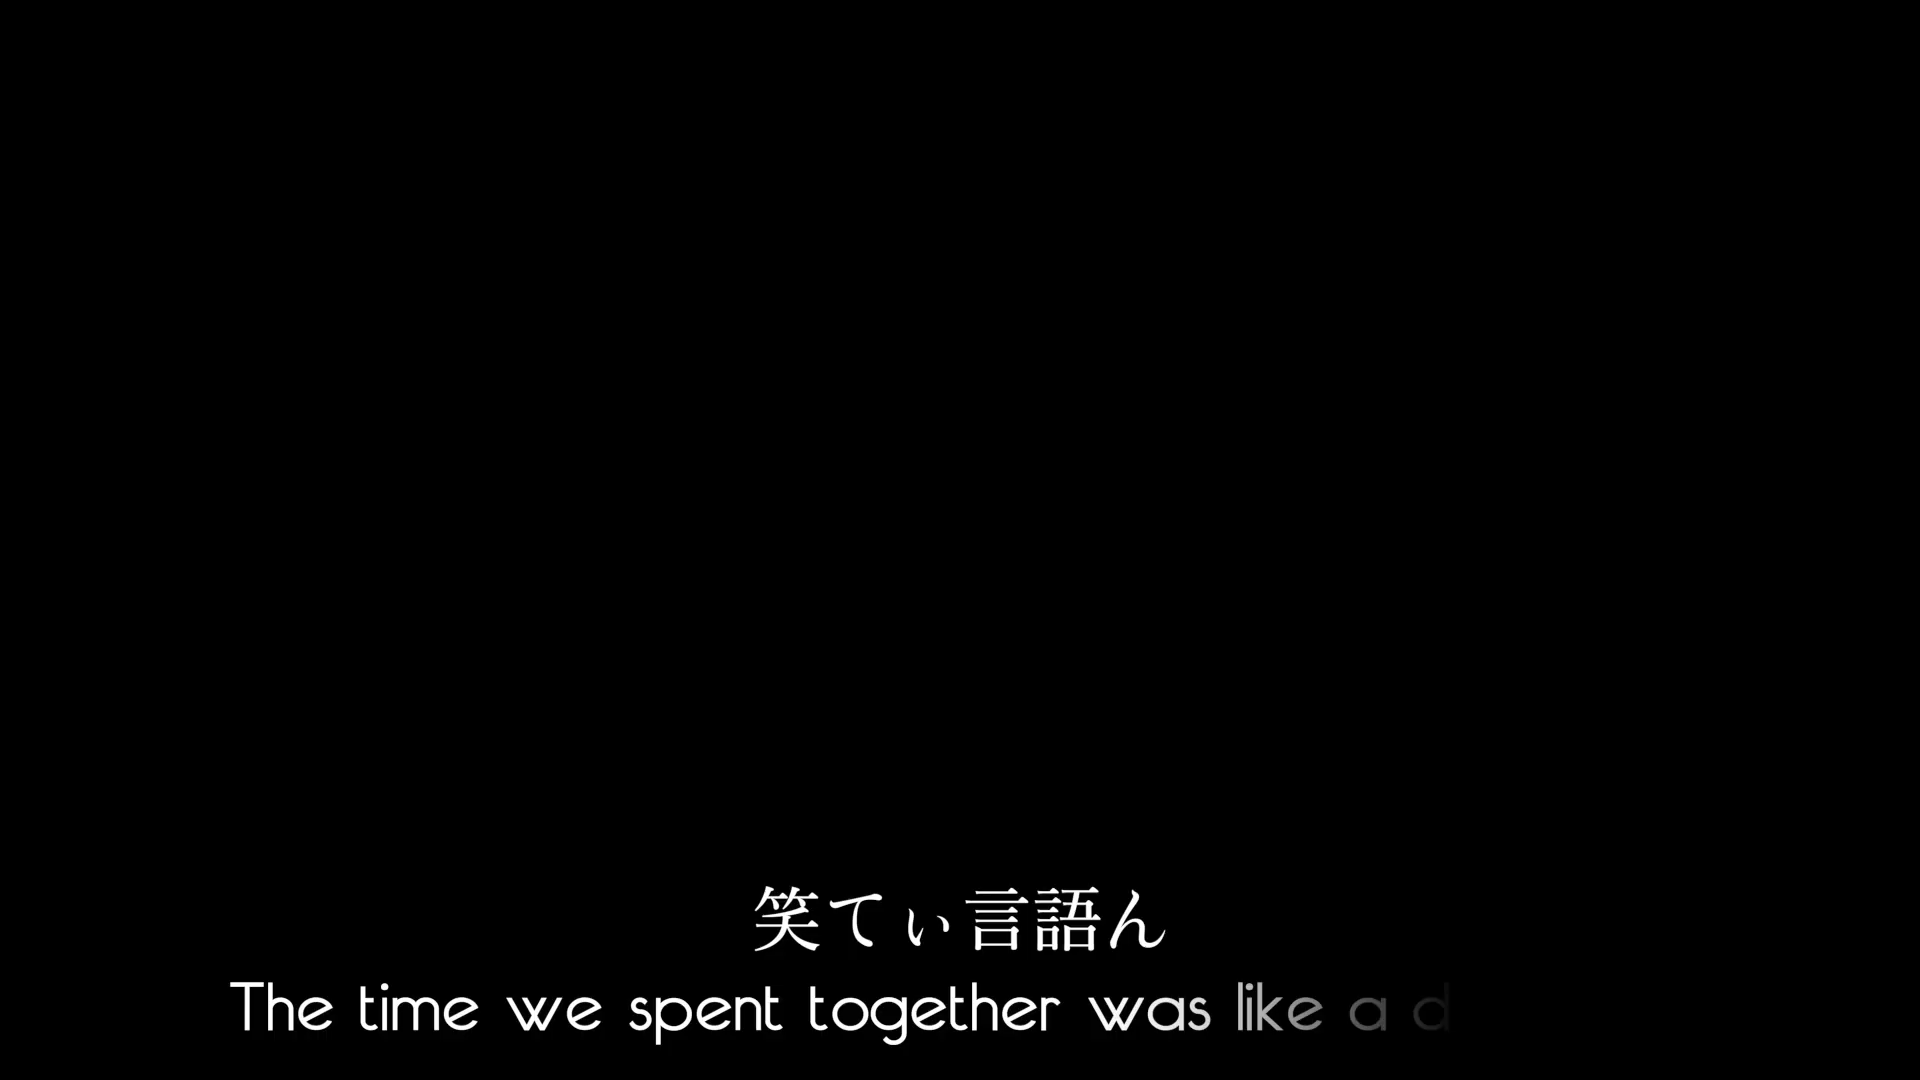 笑てぃ言語ん
The time we spent together was like a d